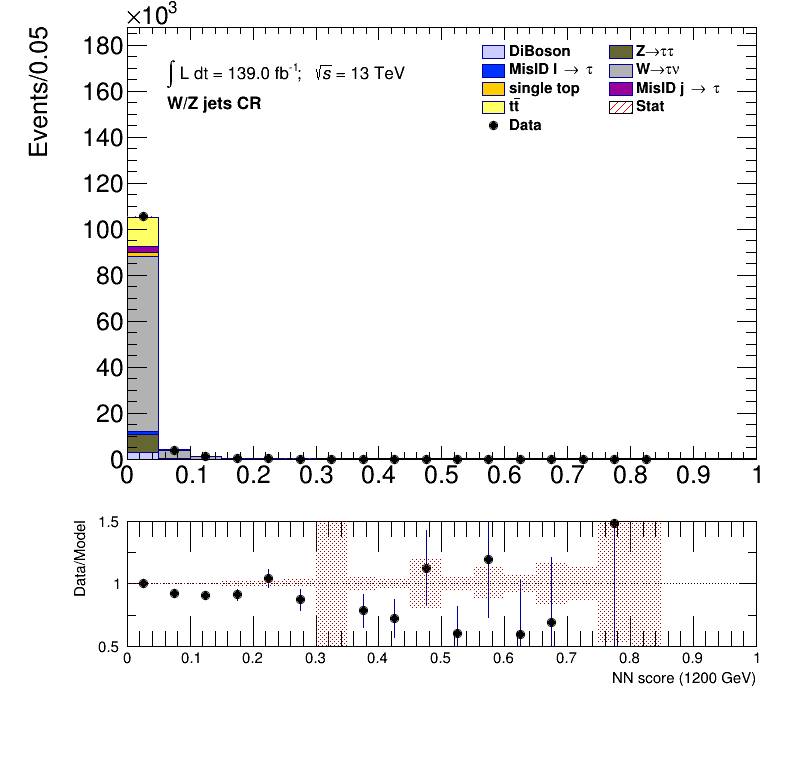 ×10³
Events/0.05
180
160
140
120
100
80
60
40
20
0
∫ L dt = 139.0 fb⁻¹; √s = 13 TeV
W/Z jets CR
DiBoson
Z→ττ
MisID l → τ
W→τν
single top
MisID j → τ
tt̄
Stat
Data
0 0.1 0.2 0.3 0.4 0.5 0.6 0.7 0.8 0.9 1
Data/Model
1.5
1
0.5
0 0.1 0.2 0.3 0.4 0.5 0.6 0.7 0.8 0.9 1
NN score (1200 GeV)